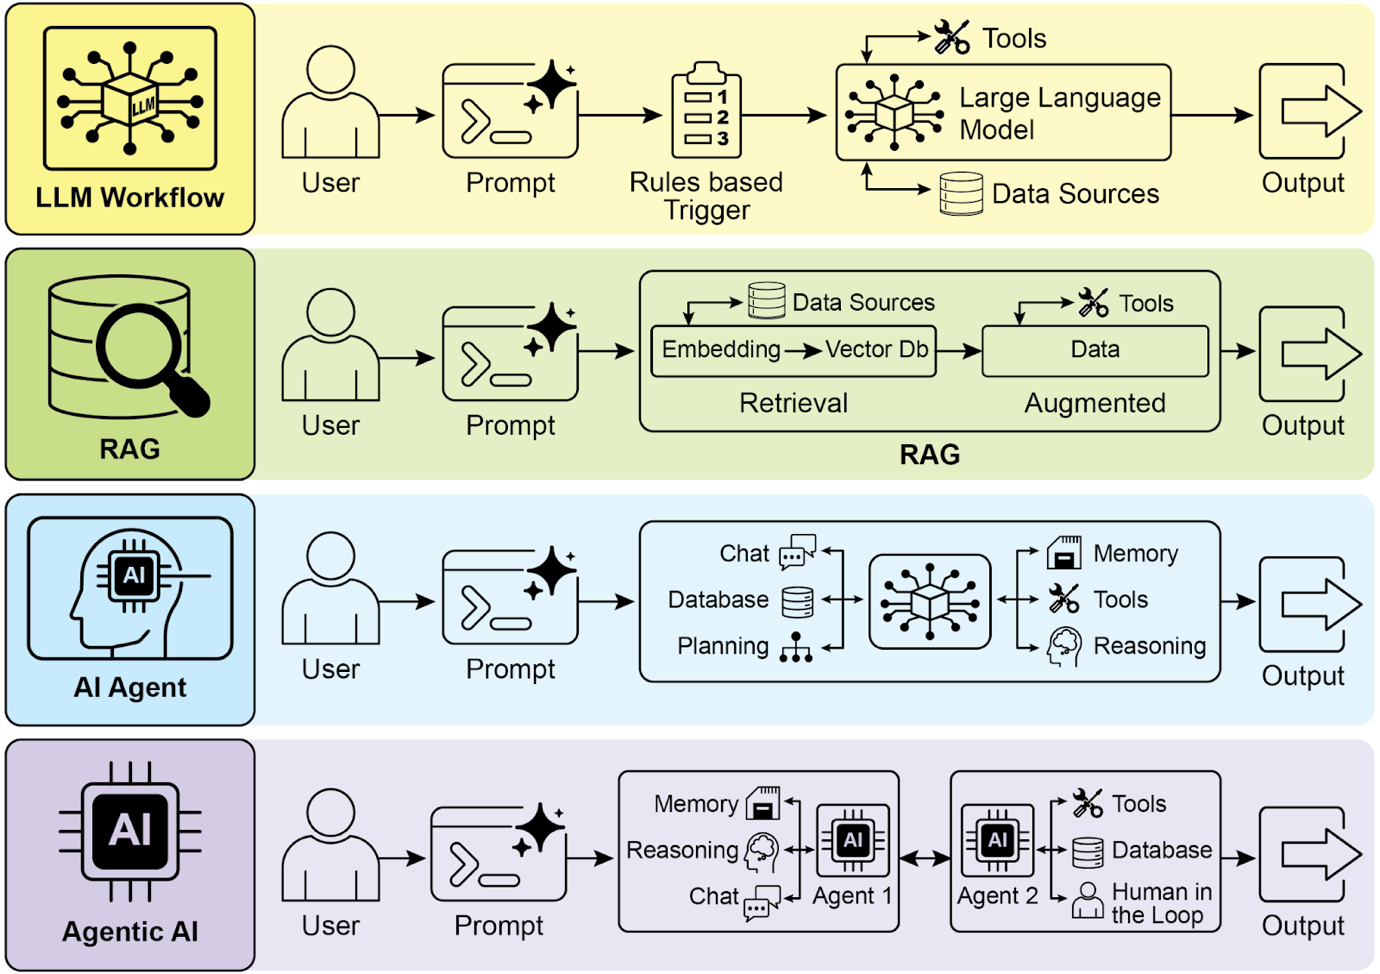 LLM
LLM Workflow
User
Prompt
1
2
3
Rules based
Trigger
Tools
Large Language
Model
Data Sources
Output
RAG
User
Prompt
Data Sources
Embedding
Vector Db
Retrieval
Tools
Data
Augmented
RAG
Output
AI
AI Agent
User
Prompt
Chat
Database
Planning
Memory
Tools
Reasoning
Output
AI
Agentic AI
User
Prompt
Memory
Reasoning
Chat
AI
Agent 1
AI
Agent 2
Tools
Database
Human in
the Loop
Output